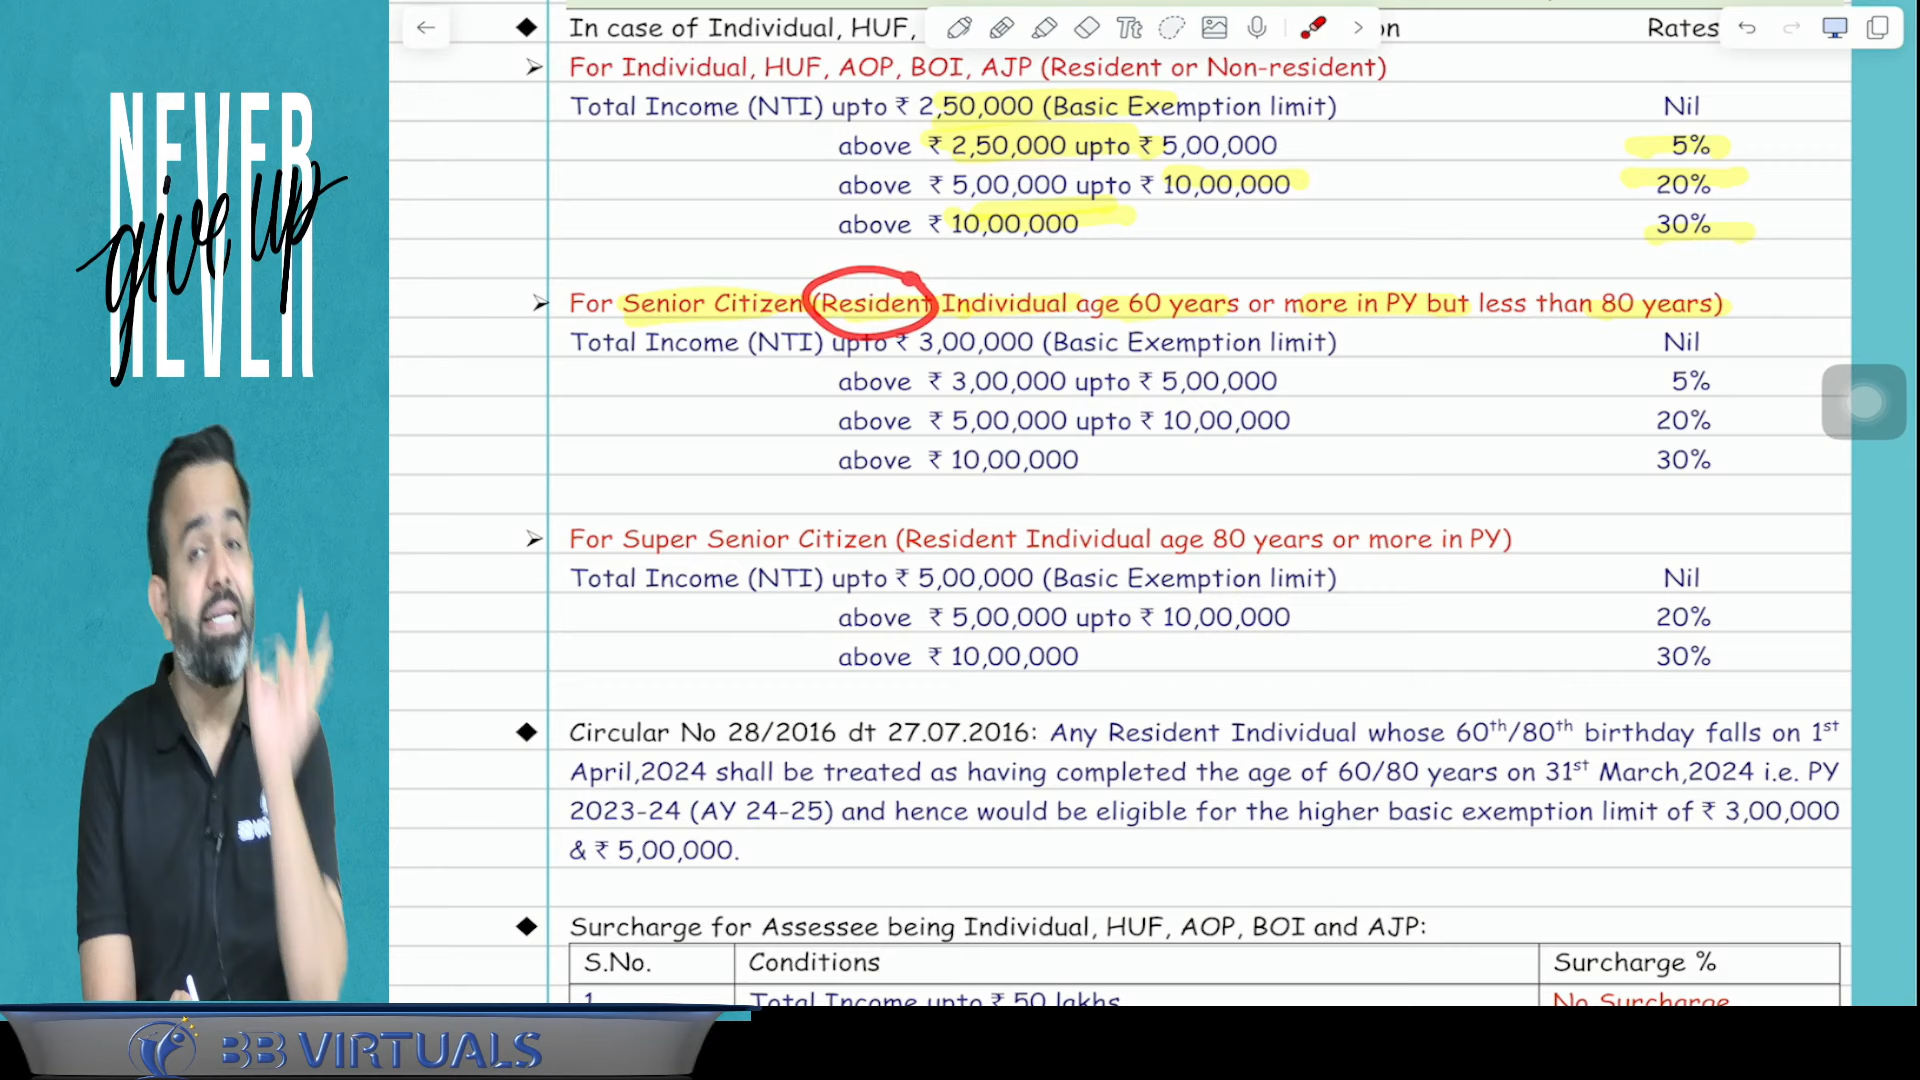 NEVER
give up
NEVER
In case of Individual, HUF,
on
Rates
For Individual, HUF, AOP, BOI, AJP (Resident or Non-resident)
Total Income (NTI) upto ₹ 2,50,000 (Basic Exemption limit) Nil
above ₹ 2,50,000 upto ₹ 5,00,000 5%
above ₹ 5,00,000 upto ₹ 10,00,000 20%
above ₹ 10,00,000 30%
For Senior Citizen (Resident Individual age 60 years or more in PY but less than 80 years)
Total Income (NTI) upto ₹ 3,00,000 (Basic Exemption limit) Nil
above ₹ 3,00,000 upto ₹ 5,00,000 5%
above ₹ 5,00,000 upto ₹ 10,00,000 20%
above ₹ 10,00,000 30%
For Super Senior Citizen (Resident Individual age 80 years or more in PY)
Total Income (NTI) upto ₹ 5,00,000 (Basic Exemption limit) Nil
above ₹ 5,00,000 upto ₹ 10,00,000 20%
above ₹ 10,00,000 30%
Circular No 28/2016 dt 27.07.2016: Any Resident Individual whose 60th/80th birthday falls on 1st
April,2024 shall be treated as having completed the age of 60/80 years on 31st March,2024 i.e. PY
2023-24 (AY 24-25) and hence would be eligible for the higher basic exemption limit of ₹ 3,00,000
& ₹ 5,00,000.
Surcharge for Assessee being Individual, HUF, AOP, BOI and AJP:
S.No. Conditions Surcharge %
1 Total Income upto ₹ 50 lakhs No Surcharge
BB VIRTUALS